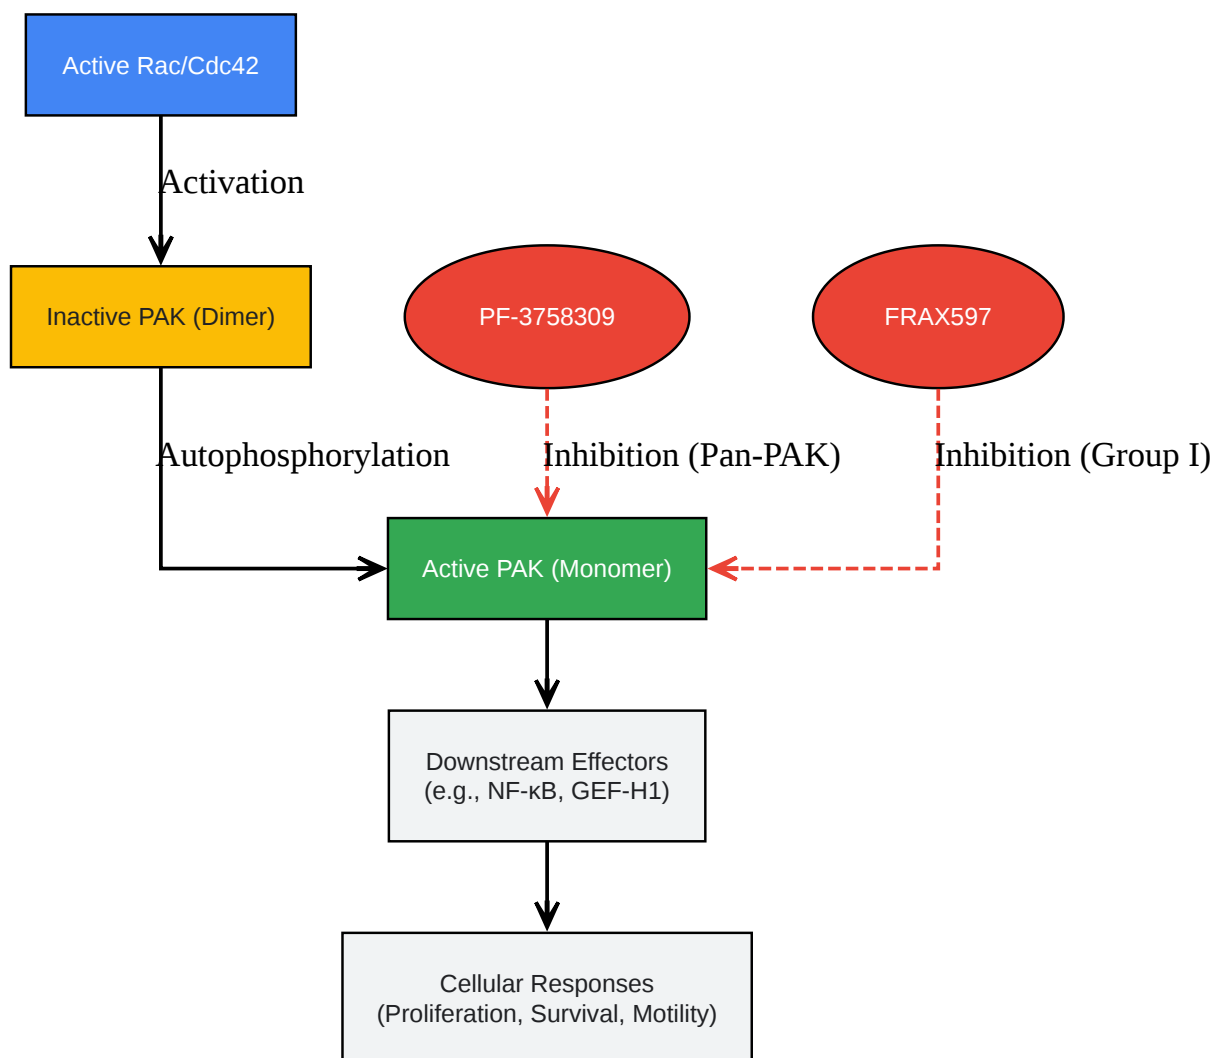 Active Rac/Cdc42
Activation
Inactive PAK (Dimer)
PF-3758309
FRAX597
Autophosphorylation
Inhibition (Pan-PAK)
Inhibition (Group I)
Active PAK (Monomer)
Downstream Effectors
(e.g., NF-κB, GEF-H1)
Cellular Responses
(Proliferation, Survival, Motility)